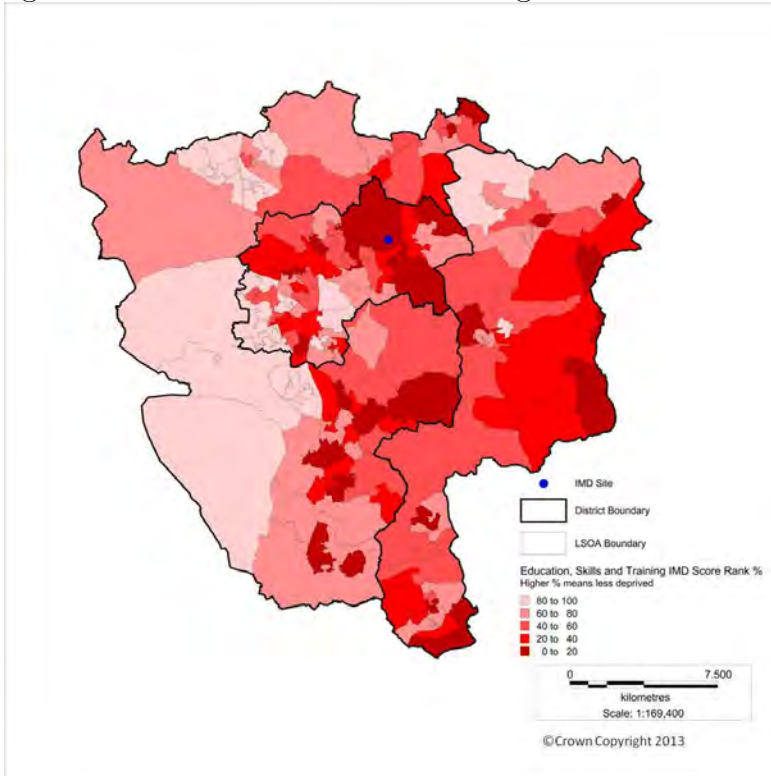 IMD Site
District Boundary
LSOA Boundary
Education, Skills and Training IMD Score Rank %
Higher % means less deprived
80 to 100
60 to 80
40 to 60
20 to 40
0 to 20
0 7.500
kilometres
Scale: 1:169,400
©Crown Copyright 2013